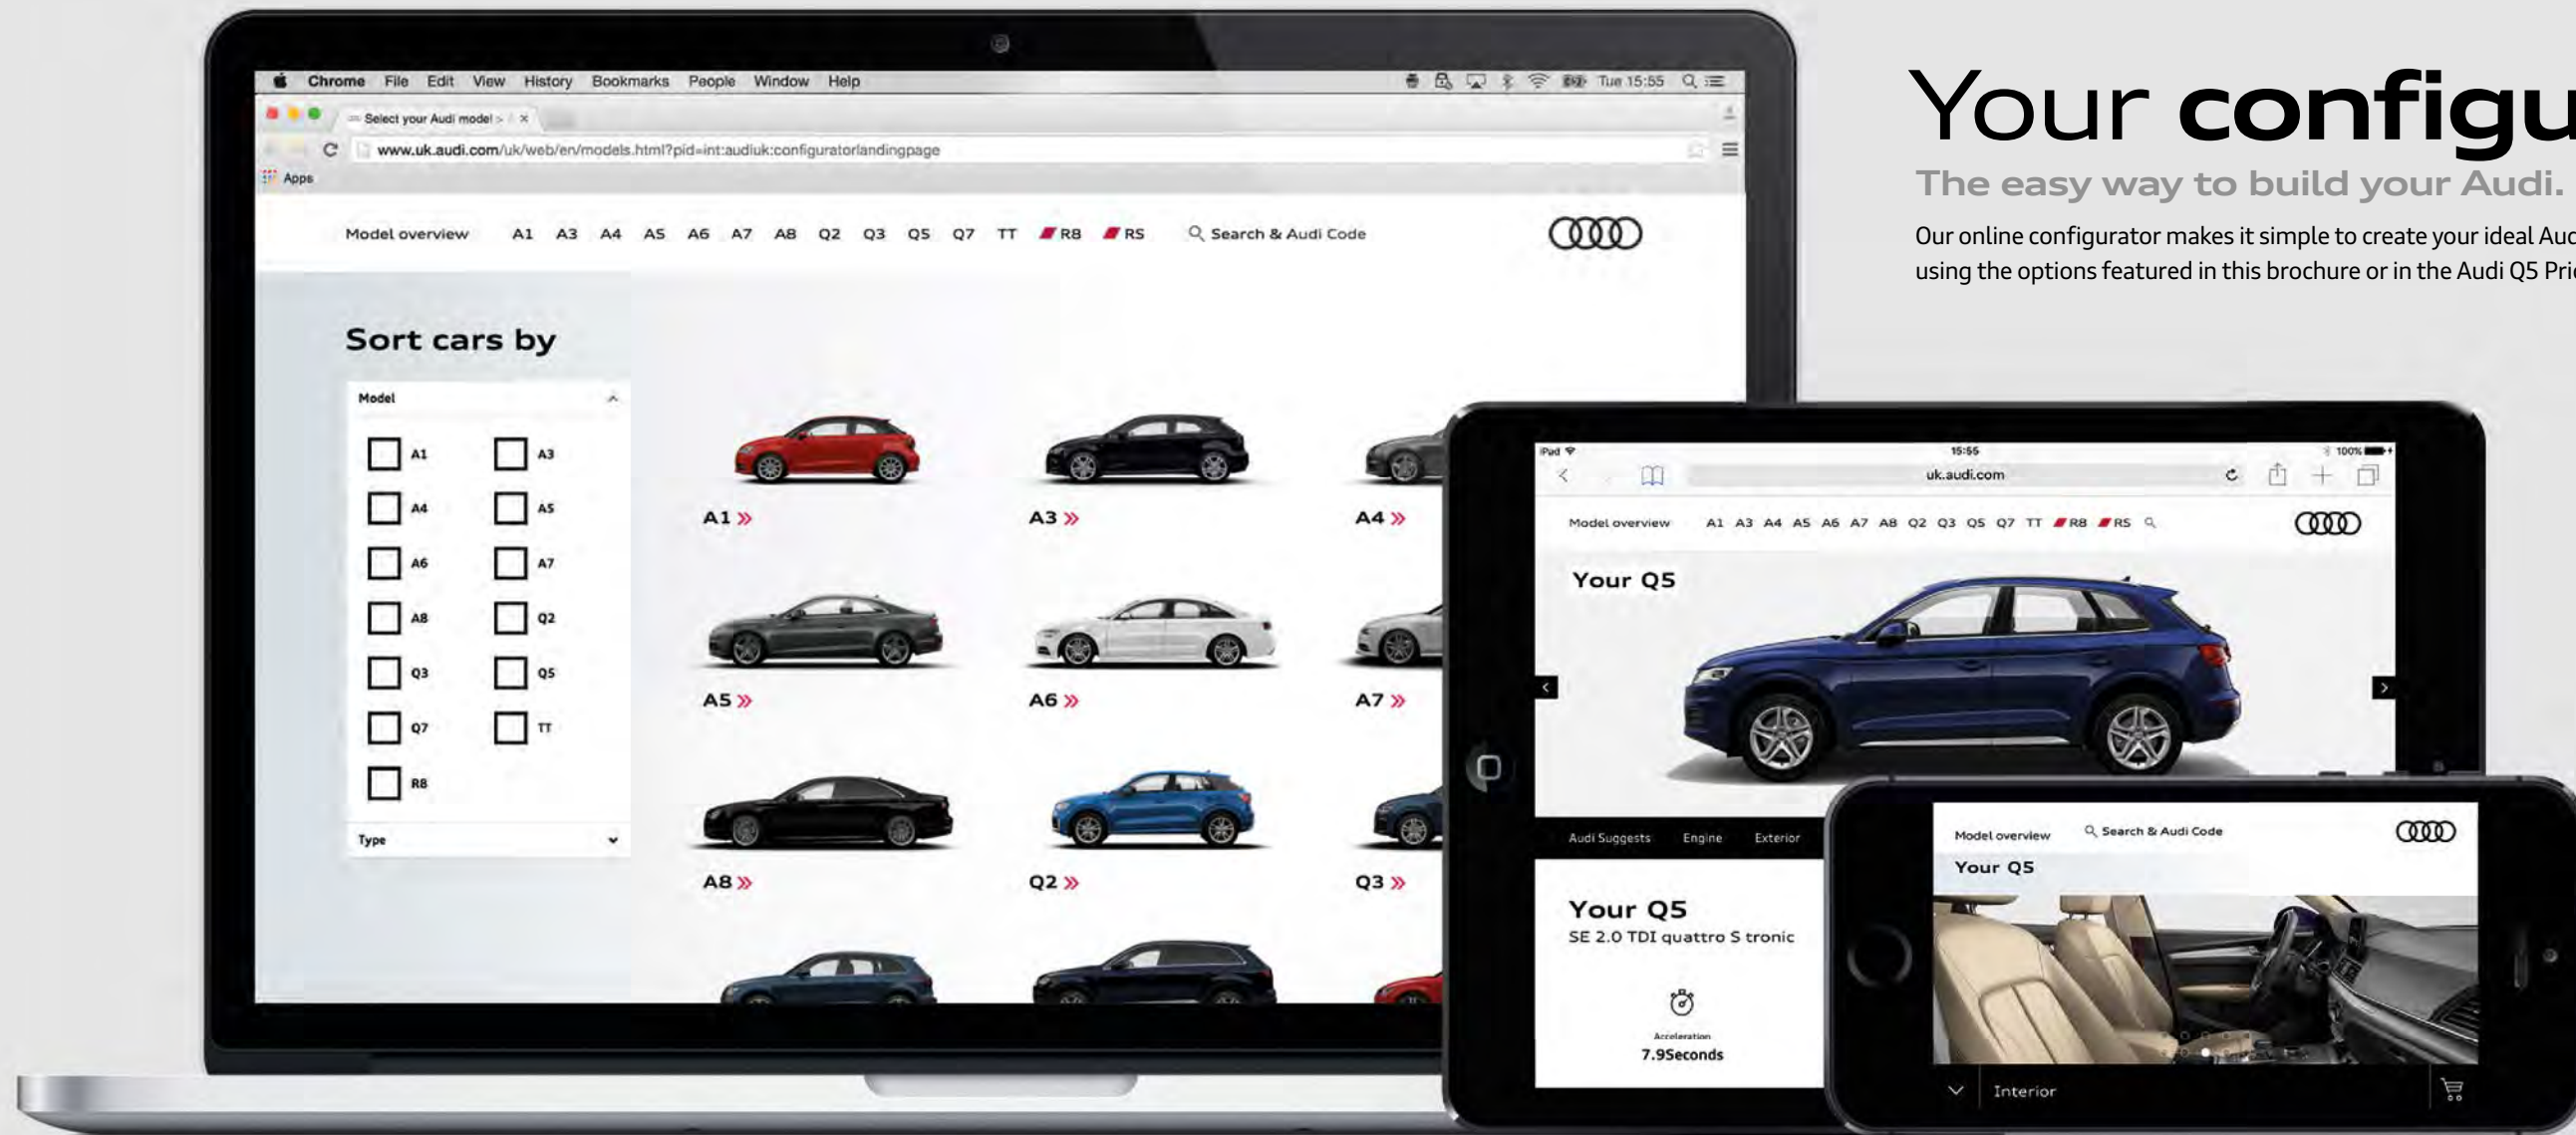 Your configu
The easy way to build your Audi.
Our online configurator makes it simple to create your ideal Aud
using the options featured in this brochure or in the Audi Q5 Pri
Chrome File Edit View History Bookmarks People Window Help
Tue 15:55
Select your Audi model >
www.uk.audi.com/uk/web/en/models.html?pid=int:audiuk:configuratorlandingpage
Apps
Model overview A1 A3 A4 A5 A6 A7 A8 Q2 Q3 Q5 Q7 TT R8 RS Search & Audi Code
Sort cars by
Model
A1 A3
A4 A5
A6 A7
A8 Q2
Q3 Q5
Q7 TT
R8
Type
A1 A3 A4
A5 A6 A7
A8 Q2 Q3
iPad 15:55 100%
uk.audi.com
Model overview A1 A3 A4 A5 A6 A7 A8 Q2 Q3 Q5 Q7 TT R8 RS
Your Q5
Audi Suggests Engine Exterior
Your Q5
SE 2.0 TDI quattro S tronic
Acceleration
7.9Seconds
Model overview Search & Audi Code
Your Q5
Interior